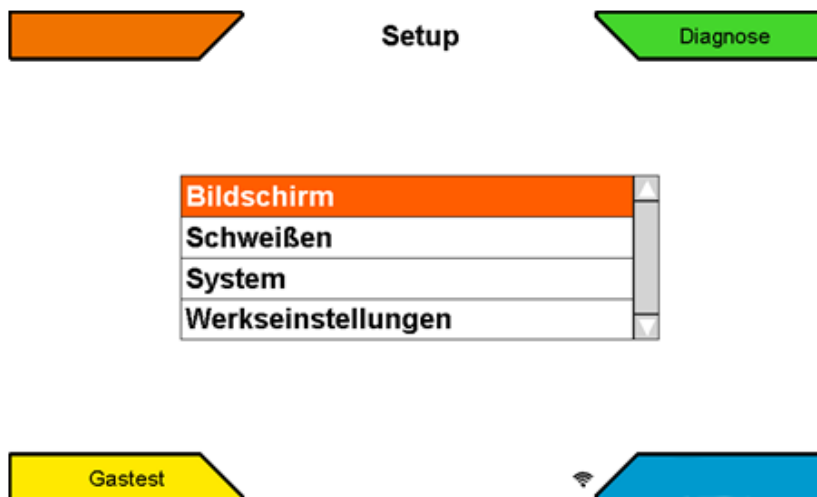 Setup
Diagnose
Bildschirm
Schweißen
System
Werkseinstellungen
Gastest